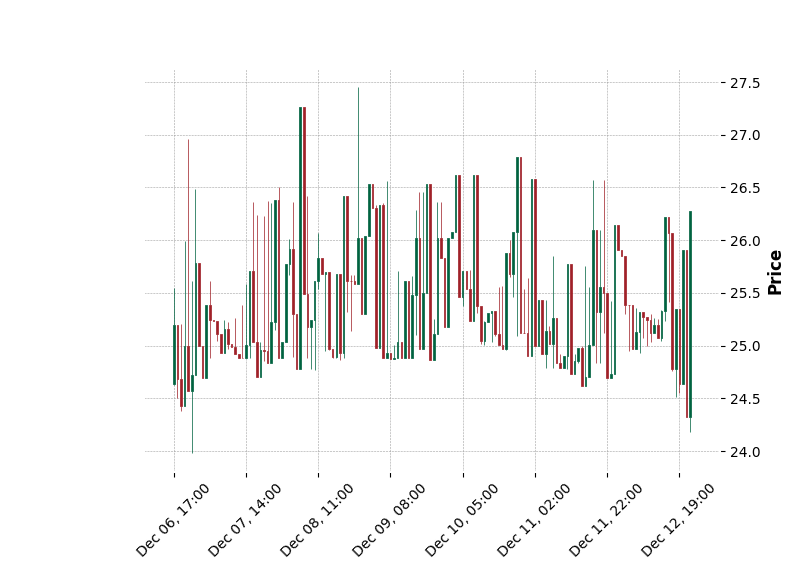 27.5
27.0
26.5
26.0
25.5
25.0
24.5
24.0
Price
Dec 06, 17:00
Dec 07, 14:00
Dec 08, 11:00
Dec 09, 08:00
Dec 10, 05:00
Dec 11, 02:00
Dec 11, 22:00
Dec 12, 19:00